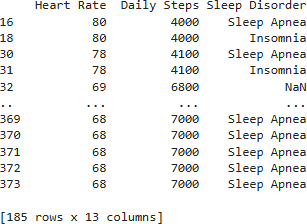 Heart Rate Daily Steps Sleep Disorder
16 80 4000 Sleep Apnea
18 80 4000 Insomnia
30 78 4100 Sleep Apnea
31 78 4100 Insomnia
32 69 6800 NaN
.. ... ... ...
369 68 7000 Sleep Apnea
370 68 7000 Sleep Apnea
371 68 7000 Sleep Apnea
372 68 7000 Sleep Apnea
373 68 7000 Sleep Apnea
[185 rows x 13 columns]